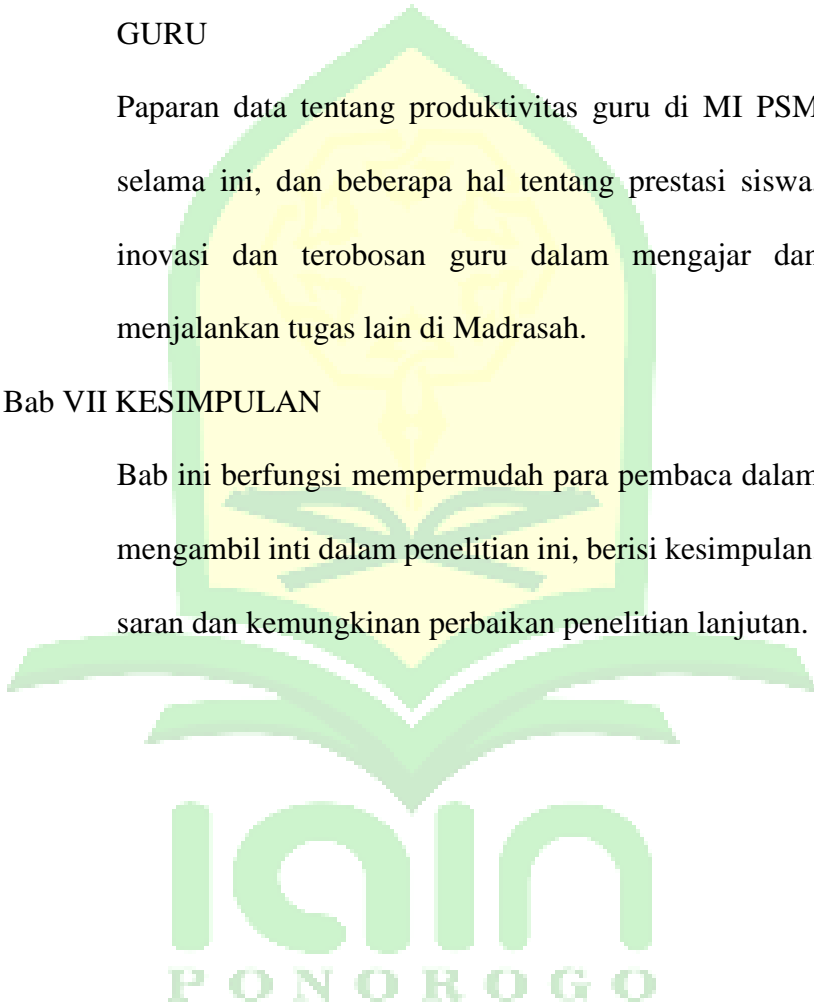 GURU
Paparan data tentang produktivitas guru di MI PSM
selama ini, dan beberapa hal tentang prestasi siswa,
inovasi dan terobosan guru dalam mengajar dan
menjalankan tugas lain di Madrasah.
Bab VII KESIMPULAN
Bab ini berfungsi mempermudah para pembaca dalam
mengambil inti dalam penelitian ini, berisi kesimpulan,
saran dan kemungkinan perbaikan penelitian lanjutan.
iain
PONOROGO